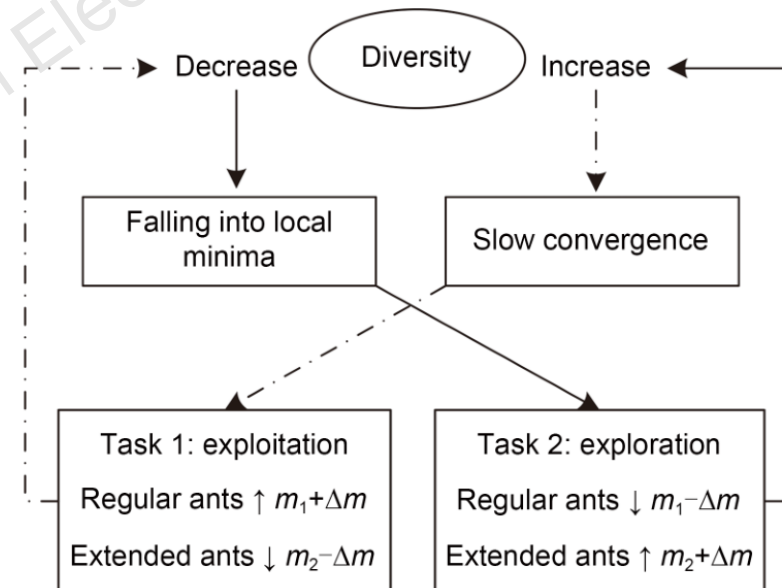 Decrease
Diversity
Increase
Falling into local
minima
Slow convergence
Task 1: exploitation
Regular ants ↑ m₁+Δm
Extended ants ↓ m₂−Δm
Task 2: exploration
Regular ants ↓ m₁−Δm
Extended ants ↑ m₂+Δm